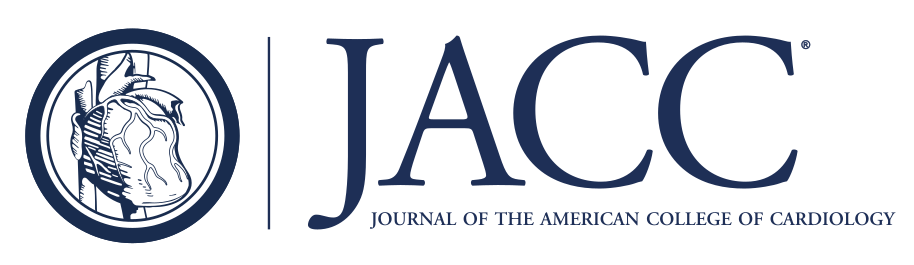 JACC®
JOURNAL OF THE AMERICAN COLLEGE OF CARDIOLOGY